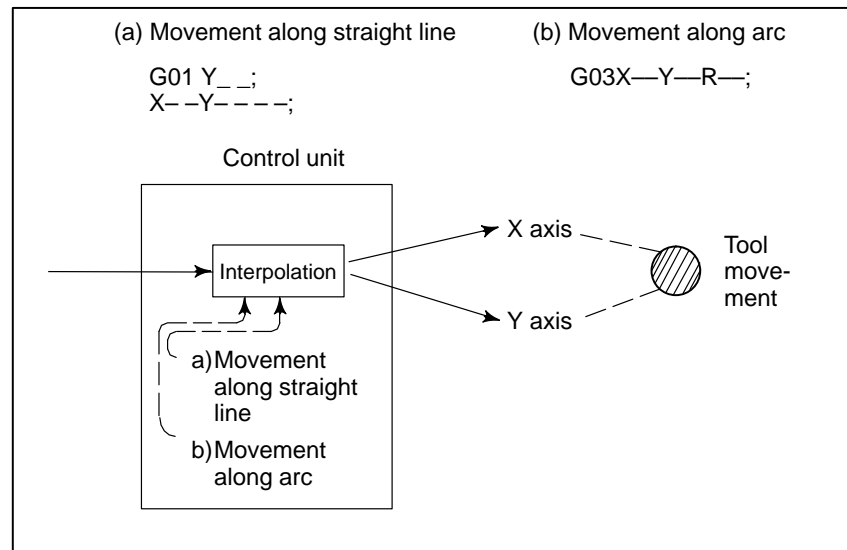 (a) Movement along straight line
(b) Movement along arc
G01 Y_ _;
X– –Y– – – –;
G03X––Y––R––;
Control unit
Interpolation
X axis
Y axis
Tool
move-
ment
a)Movement
along straight
line
b)Movement
along arc